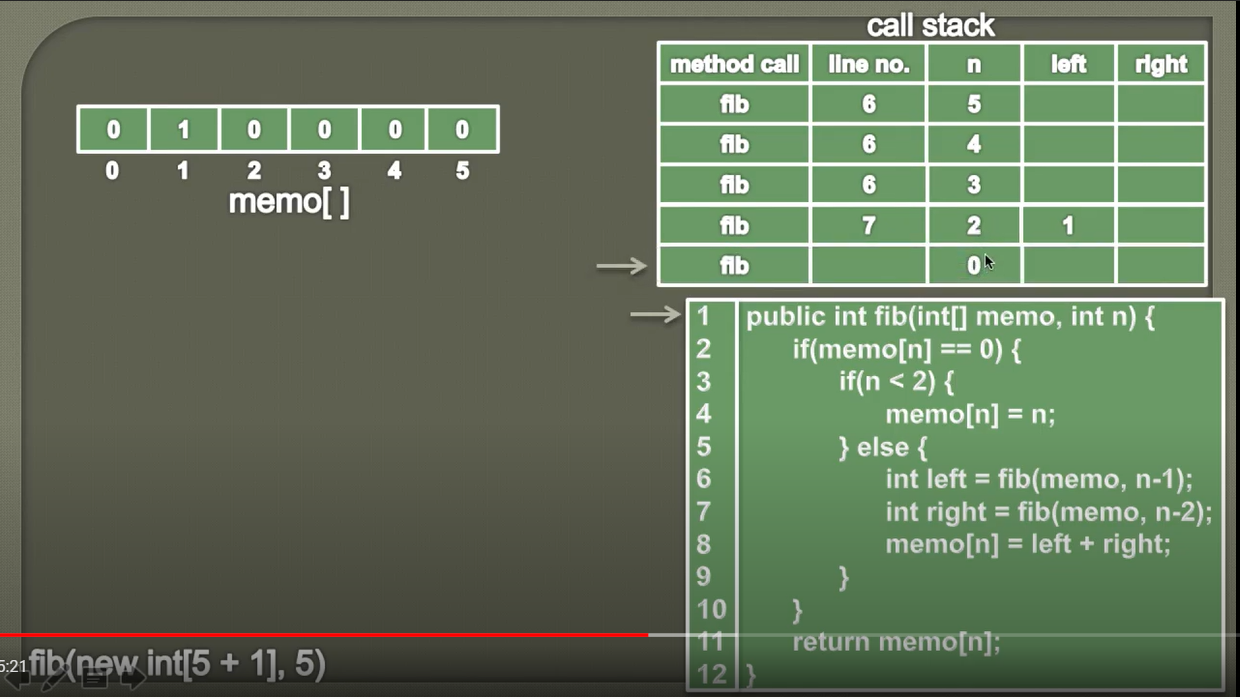 call stack
method call line no. n left right
fib 6 5
fib 6 4
fib 6 3
fib 7 2 1
fib 0
0 1 0 0 0 0
0 1 2 3 4 5
memo[ ]
1 public int fib(int[] memo, int n) {
2 if(memo[n] == 0) {
3 if(n < 2) {
4 memo[n] = n;
5 } else {
6 int left = fib(memo, n-1);
7 int right = fib(memo, n-2);
8 memo[n] = left + right;
9 }
10 }
11 return memo[n];
12 }
5:21
fib(new int[5 + 1], 5)